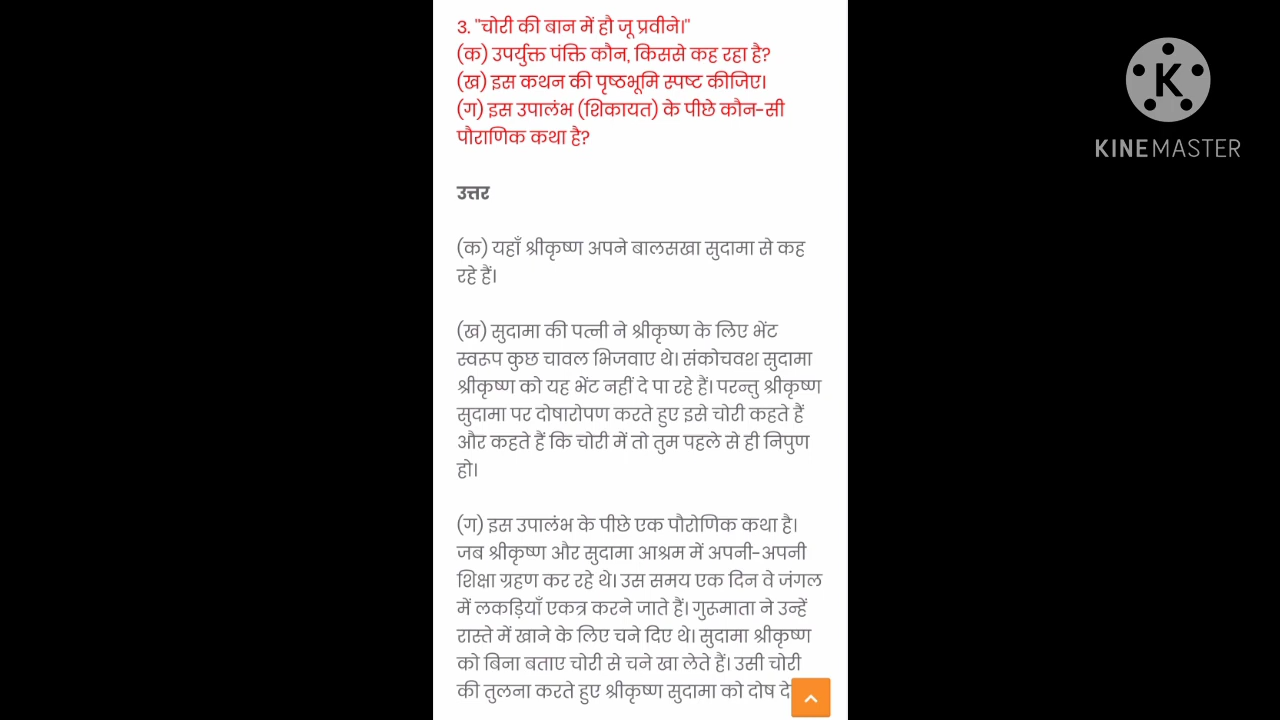 3. "चोरी की बान में हौ जू प्रवीने।"
(क) उपर्युक्त पंक्ति कौन, किससे कह रहा है?
(ख) इस कथन की पृष्ठभूमि स्पष्ट कीजिए।
(ग) इस उपालंभ (शिकायत) के पीछे कौन-सी
पौराणिक कथा है?
उत्तर
(क) यहाँ श्रीकृष्ण अपने बालसखा सुदामा से कह
रहे हैं।
(ख) सुदामा की पत्नी ने श्रीकृष्ण के लिए भेंट
स्वरूप कुछ चावल भिजवाए थे। संकोचवश सुदामा
श्रीकृष्ण को यह भेंट नहीं दे पा रहे हैं। परन्तु श्रीकृष्ण
सुदामा पर दोषारोपण करते हुए इसे चोरी कहते हैं
और कहते हैं कि चोरी में तो तुम पहले से ही निपुण
हो।
(ग) इस उपालंभ के पीछे एक पौरोणिक कथा है।
जब श्रीकृष्ण और सुदामा आश्रम में अपनी-अपनी
शिक्षा ग्रहण कर रहे थे। उस समय एक दिन वे जंगल
में लकड़ियाँ एकत्र करने जाते हैं। गुरूमाता ने उन्हें
रास्ते में खाने के लिए चने दिए थे। सुदामा श्रीकृष्ण
को बिना बताए चोरी से चने खा लेते हैं। उसी चोरी
की तुलना करते हुए श्रीकृष्ण सुदामा को दोष दे
K
KINEMASTER